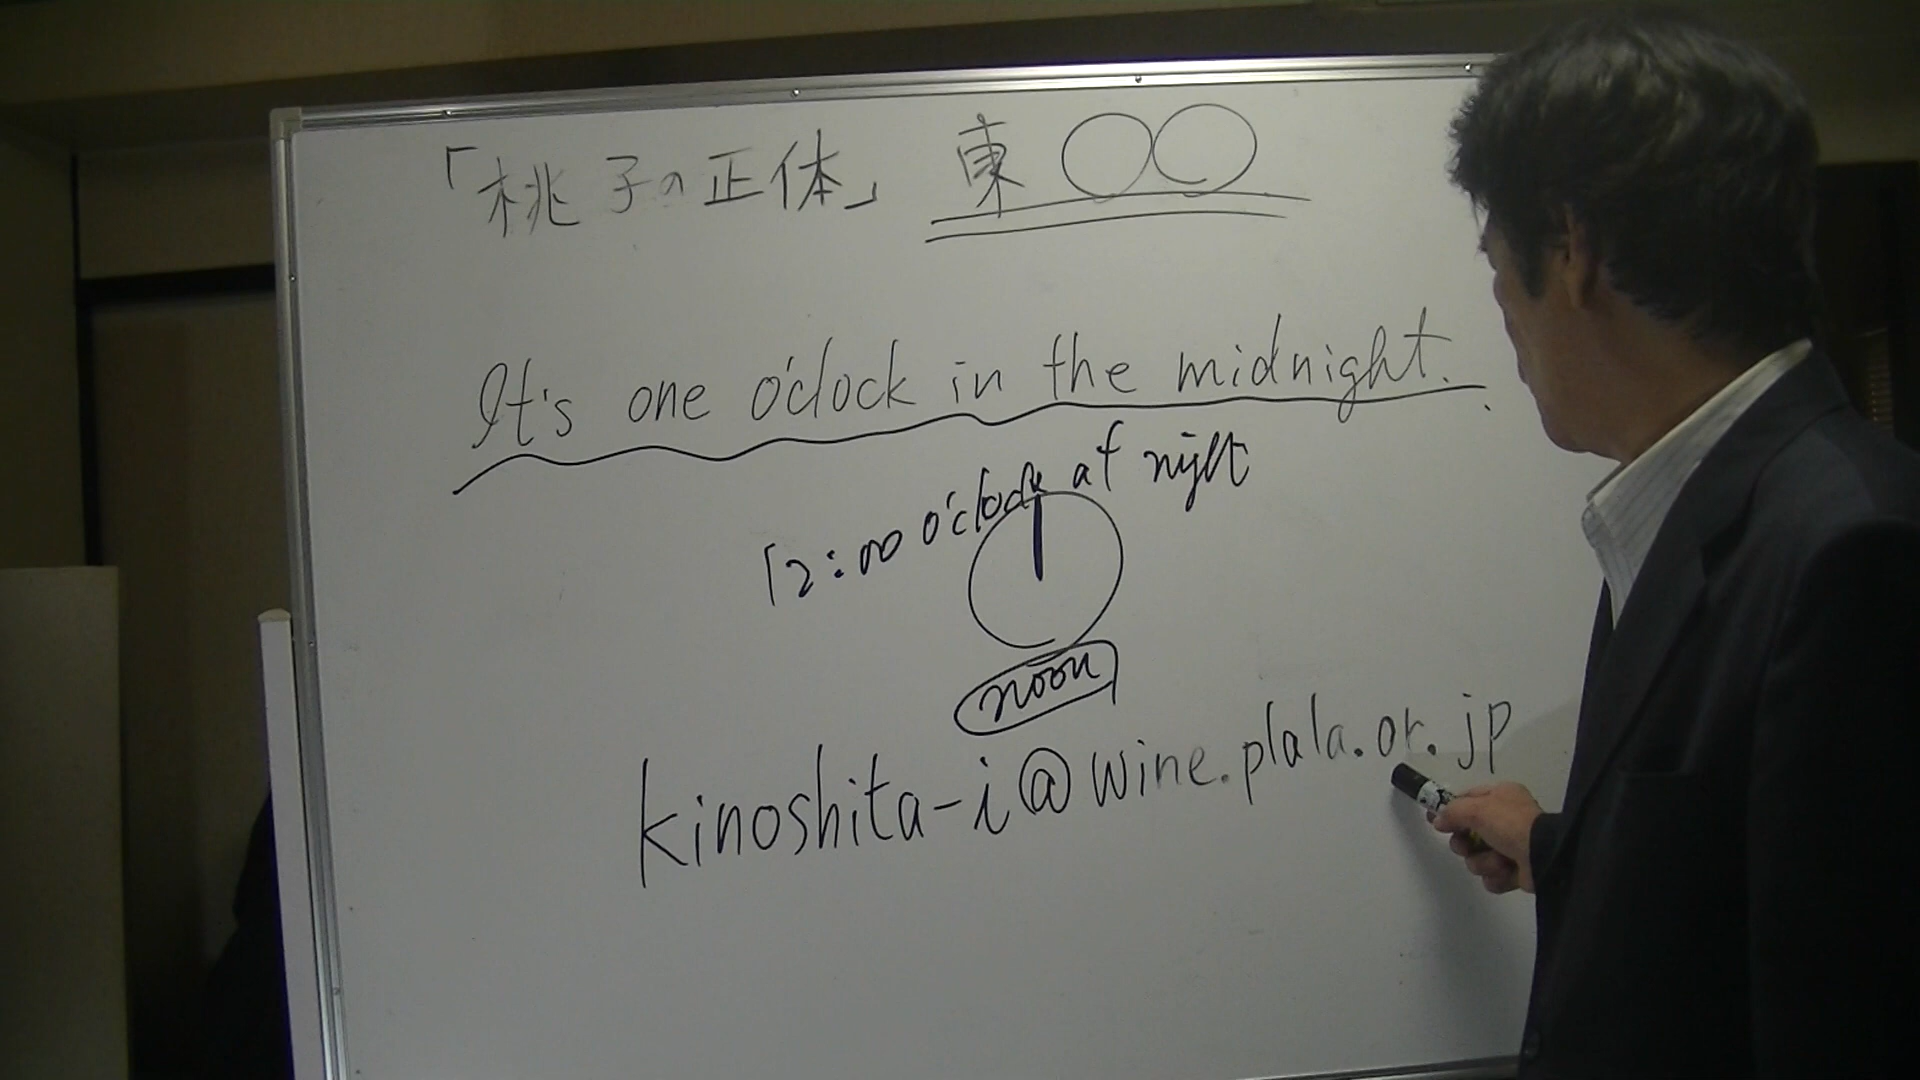 「桃子の正体」 東〇〇
It's one o'clock in the midnight.
12:00 o'clock at night
noon
kinoshita-i@wine.plala.or.jp